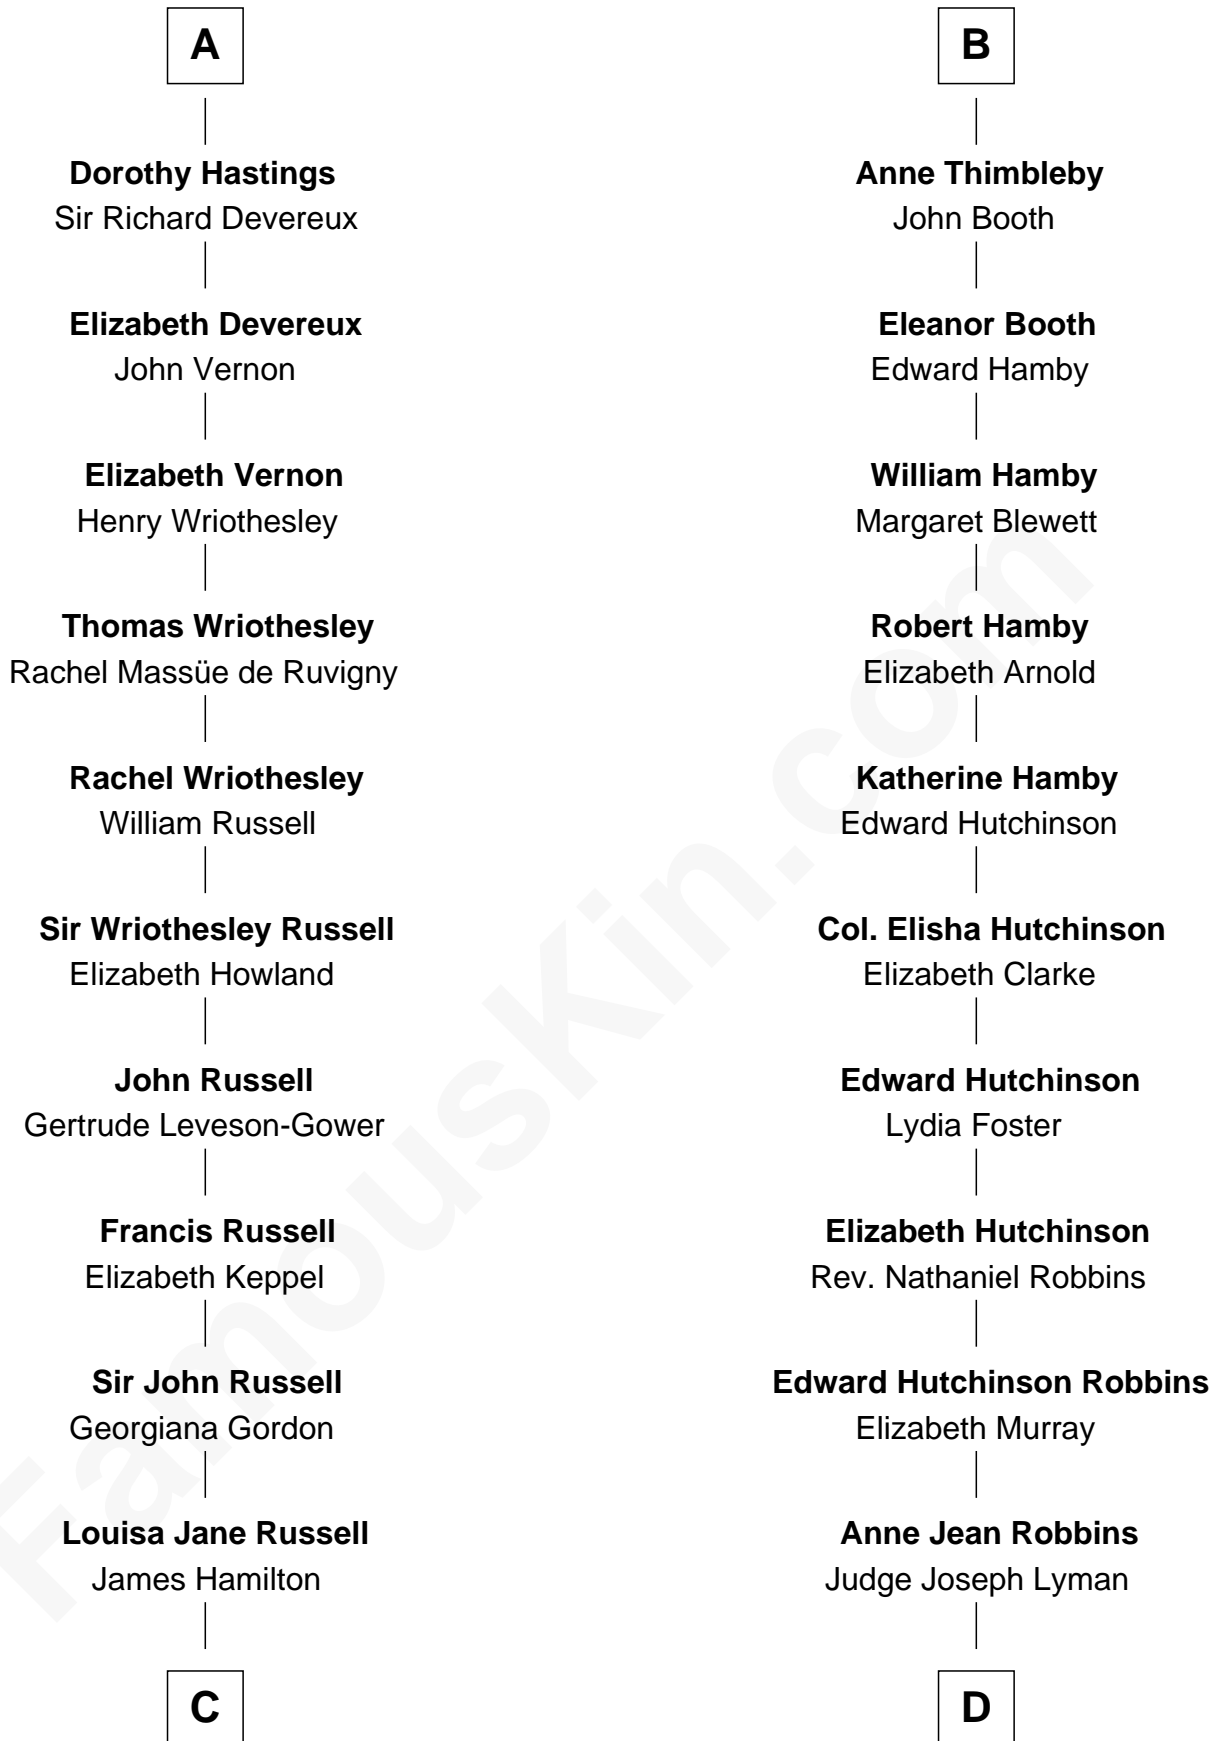 A
Dorothy Hastings
Sir Richard Devereux
Elizabeth Devereux
John Vernon
Elizabeth Vernon
Henry Wriothesley
Thomas Wriothesley
Rachel Massüe de Ruvigny
Rachel Wriothesley
William Russell
Sir Wriothesley Russell
Elizabeth Howland
John Russell
Gertrude Leveson-Gower
Francis Russell
Elizabeth Keppel
Sir John Russell
Georgiana Gordon
Louisa Jane Russell
James Hamilton
C
B
Anne Thimbleby
John Booth
Eleanor Booth
Edward Hamby
William Hamby
Margaret Blewett
Robert Hamby
Elizabeth Arnold
Katherine Hamby
Edward Hutchinson
Col. Elisha Hutchinson
Elizabeth Clarke
Edward Hutchinson
Lydia Foster
Elizabeth Hutchinson
Rev. Nathaniel Robbins
Edward Hutchinson Robbins
Elizabeth Murray
Anne Jean Robbins
Judge Joseph Lyman
D
FamousKin.com